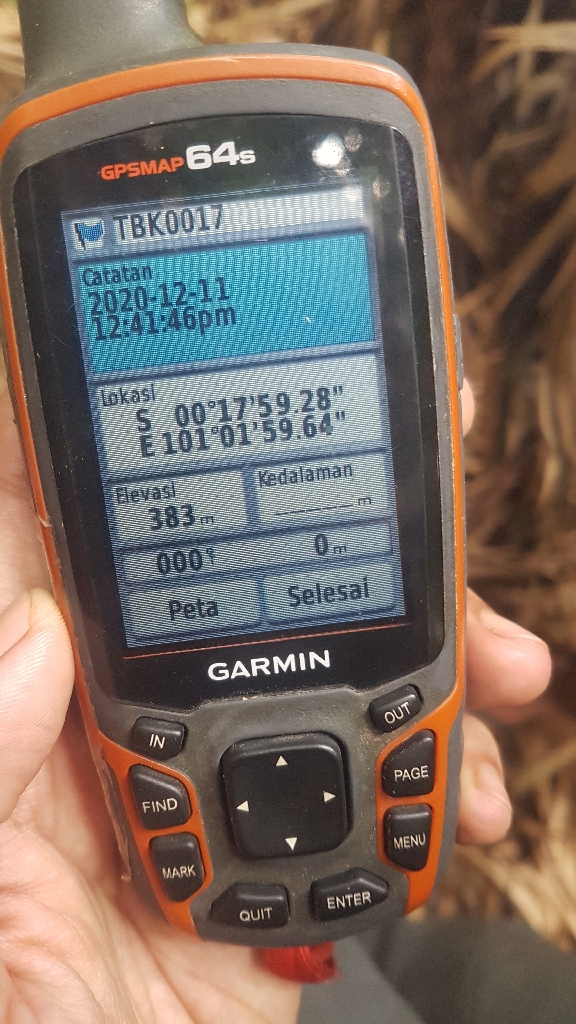 GPSMAP 64s
TBK0017
Catatan
2020-12-11
12:41:46pm
Lokasi
S 00°17'59.28"
E 101°01'59.64"
Elevasi
383 m
Kedalaman
_______ m
000°
0 m
Peta
Selesai
GARMIN
IN
OUT
FIND
PAGE
MARK
MENU
QUIT
ENTER